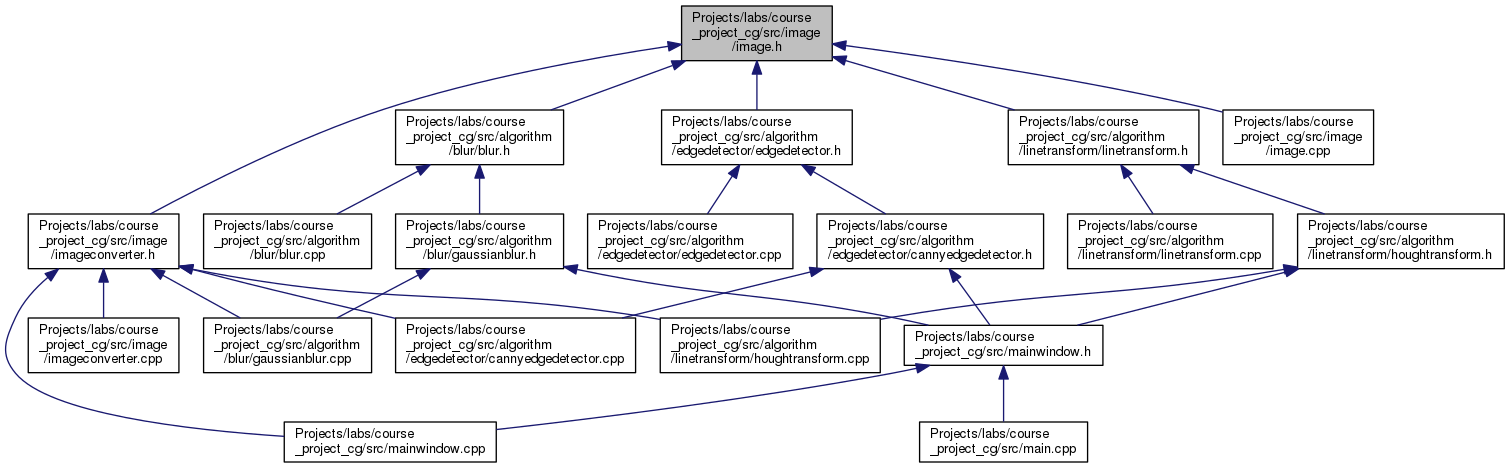 Projects/labs/course
_project_cg/src/image
/image.h
Projects/labs/course
_project_cg/src/algorithm
/blur/blur.h
Projects/labs/course
_project_cg/src/algorithm
/edgedetector/edgedetector.h
Projects/labs/course
_project_cg/src/algorithm
/linetransform/linetransform.h
Projects/labs/course
_project_cg/src/image
/image.cpp
Projects/labs/course
_project_cg/src/image
/imageconverter.h
Projects/labs/course
_project_cg/src/algorithm
/blur/blur.cpp
Projects/labs/course
_project_cg/src/algorithm
/blur/gaussianblur.h
Projects/labs/course
_project_cg/src/algorithm
/edgedetector/edgedetector.cpp
Projects/labs/course
_project_cg/src/algorithm
/edgedetector/cannyedgedetector.h
Projects/labs/course
_project_cg/src/algorithm
/linetransform/linetransform.cpp
Projects/labs/course
_project_cg/src/algorithm
/linetransform/houghtransform.h
Projects/labs/course
_project_cg/src/image
/imageconverter.cpp
Projects/labs/course
_project_cg/src/algorithm
/blur/gaussianblur.cpp
Projects/labs/course
_project_cg/src/algorithm
/edgedetector/cannyedgedetector.cpp
Projects/labs/course
_project_cg/src/algorithm
/linetransform/houghtransform.cpp
Projects/labs/course
_project_cg/src/mainwindow.h
Projects/labs/course
_project_cg/src/mainwindow.cpp
Projects/labs/course
_project_cg/src/main.cpp